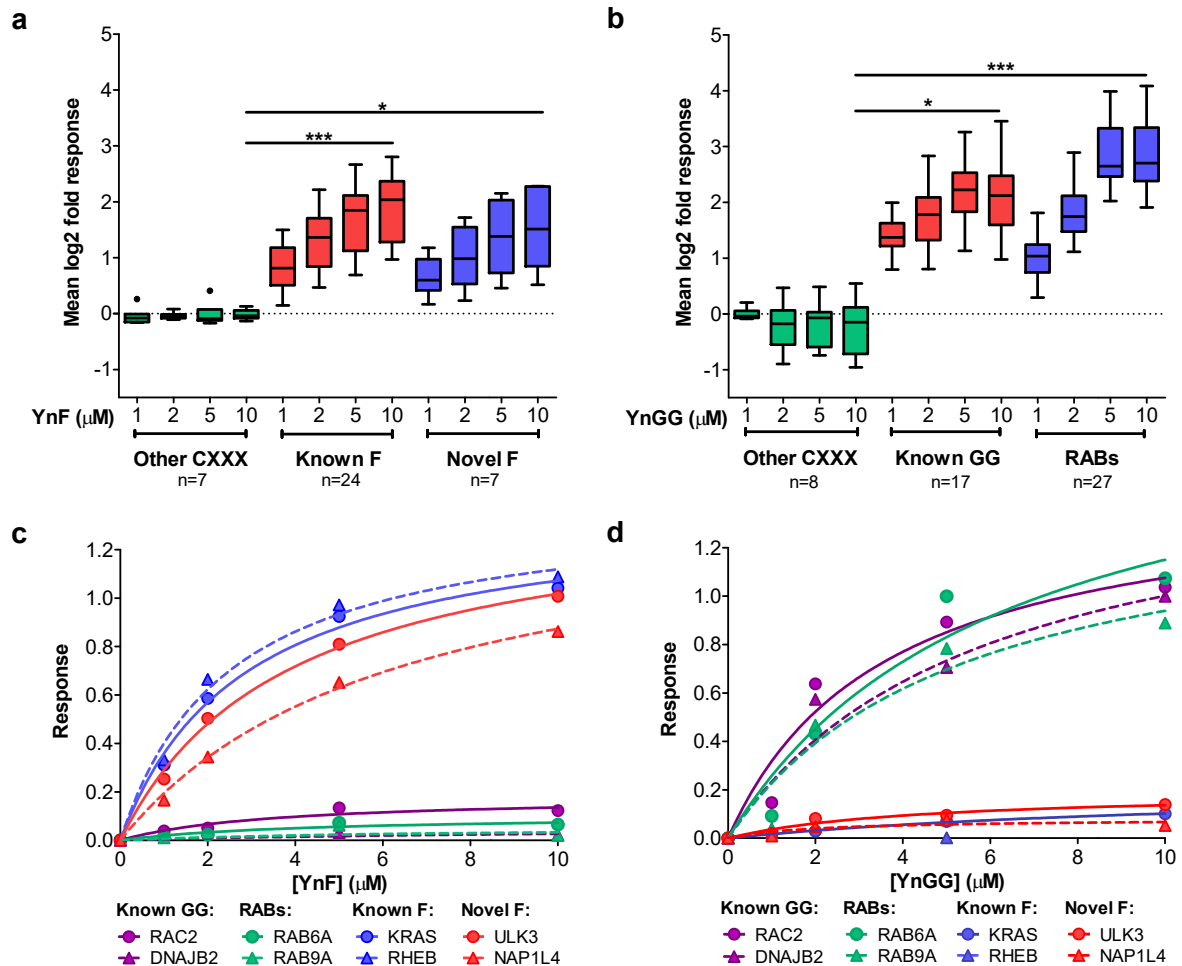 a
Mean log2 fold response
5
4
3
2
1
0
-1
*
***
YnF (μM)
1 2 5 10 1 2 5 10 1 2 5 10
Other CXXX Known F Novel F
n=7 n=24 n=7
b
Mean log2 fold response
5
4
3
2
1
0
-1
***
*
YnGG (μM)
1 2 5 10 1 2 5 10 1 2 5 10
Other CXXX Known GG RABs
n=8 n=17 n=27
c
Response
1.2
1.0
0.8
0.6
0.4
0.2
0.0
0 2 4 6 8 10
[YnF] (μM)
Known GG: RABs: Known F: Novel F:
RAC2 RAB6A KRAS ULK3
DNAJB2 RAB9A RHEB NAP1L4
d
Response
1.2
1.0
0.8
0.6
0.4
0.2
0.0
0 2 4 6 8 10
[YnGG] (μM)
Known GG: RABs: Known F: Novel F:
RAC2 RAB6A KRAS ULK3
DNAJB2 RAB9A RHEB NAP1L4